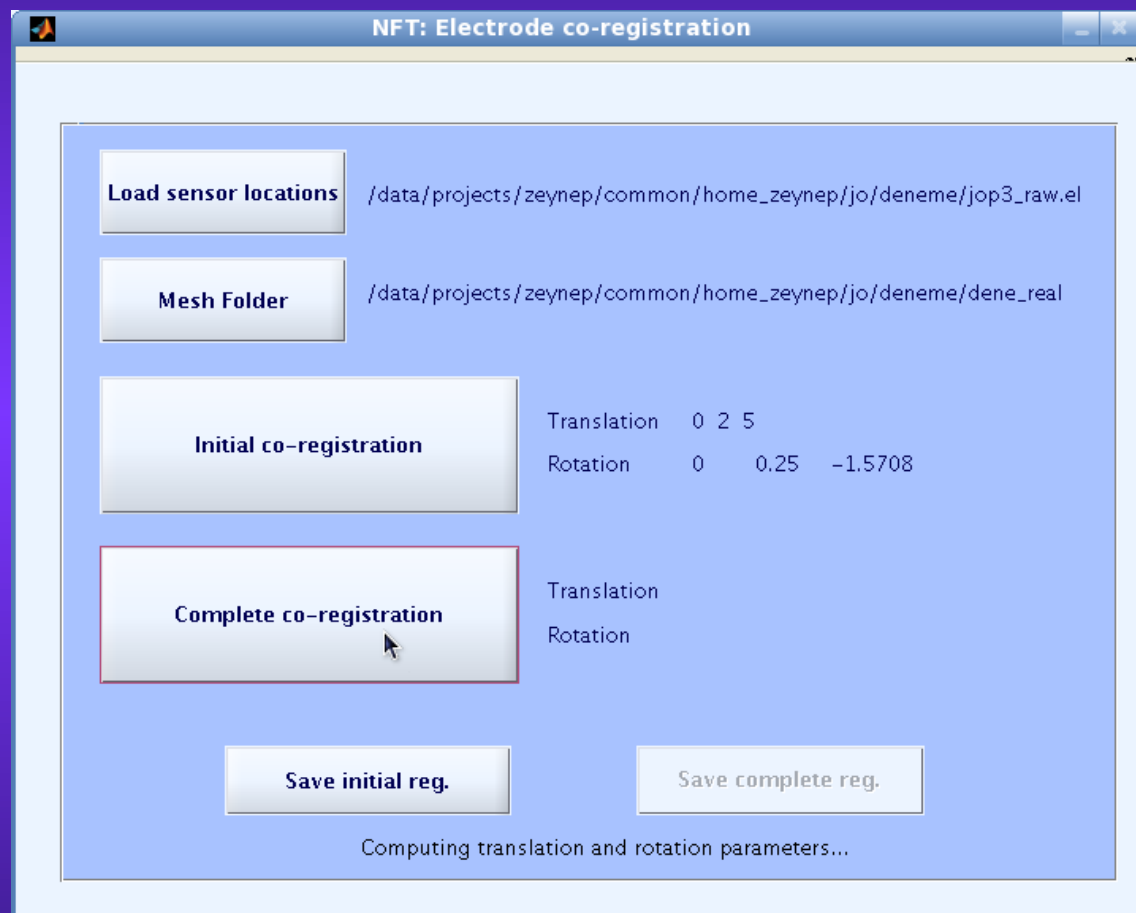 NFT: Electrode co-registration
Load sensor locations /data/projects/zeynep/common/home_zeynep/jo/deneme/jop3_raw.el
Mesh Folder /data/projects/zeynep/common/home_zeynep/jo/deneme/dene_real
Initial co-registration
Translation 0 2 5
Rotation 0 0.25 -1.5708
Complete co-registration
Translation
Rotation
Save initial reg. Save complete reg.
Computing translation and rotation parameters...